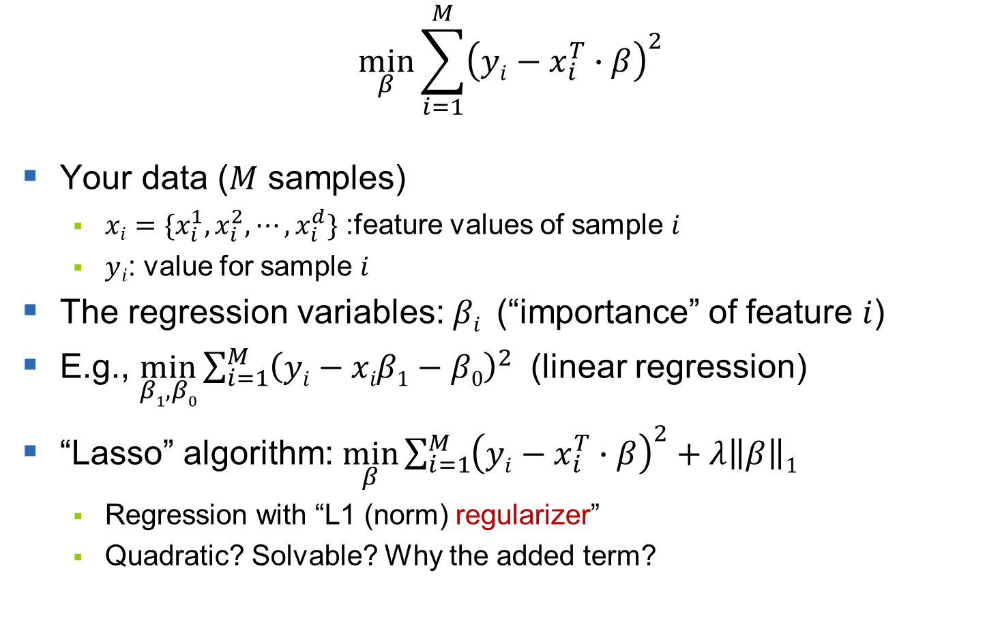 $\min_{\beta} \sum_{i=1}^{M} \left( y_i - x_i^T \cdot \beta \right)^2$
▪ Your data ($M$ samples)
▪ $x_i = \{x_i^1, x_i^2, \cdots, x_i^d\}$ :feature values of sample $i$
▪ $y_i$: value for sample $i$
▪ The regression variables: $\beta_i$ (“importance” of feature $i$)
▪ E.g., $\min_{\beta_1, \beta_0} \sum_{i=1}^{M} (y_i - x_i \beta_1 - \beta_0)^2$ (linear regression)
▪ “Lasso” algorithm: $\min_{\beta} \sum_{i=1}^{M} \left( y_i - x_i^T \cdot \beta \right)^2 + \lambda \|\beta\|_1$
▪ Regression with “L1 (norm) regularizer”
▪ Quadratic? Solvable? Why the added term?